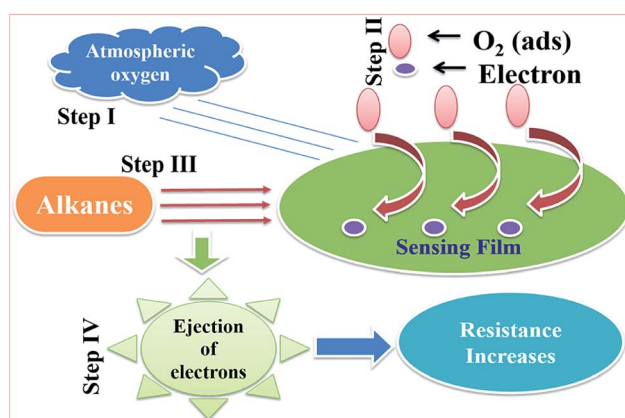 Atmospheric
oxygen
Step I
Step II
O₂ (ads)
Electron
Step III
Alkanes
Sensing Film
Step IV
Ejection
of
electrons
Resistance
Increases